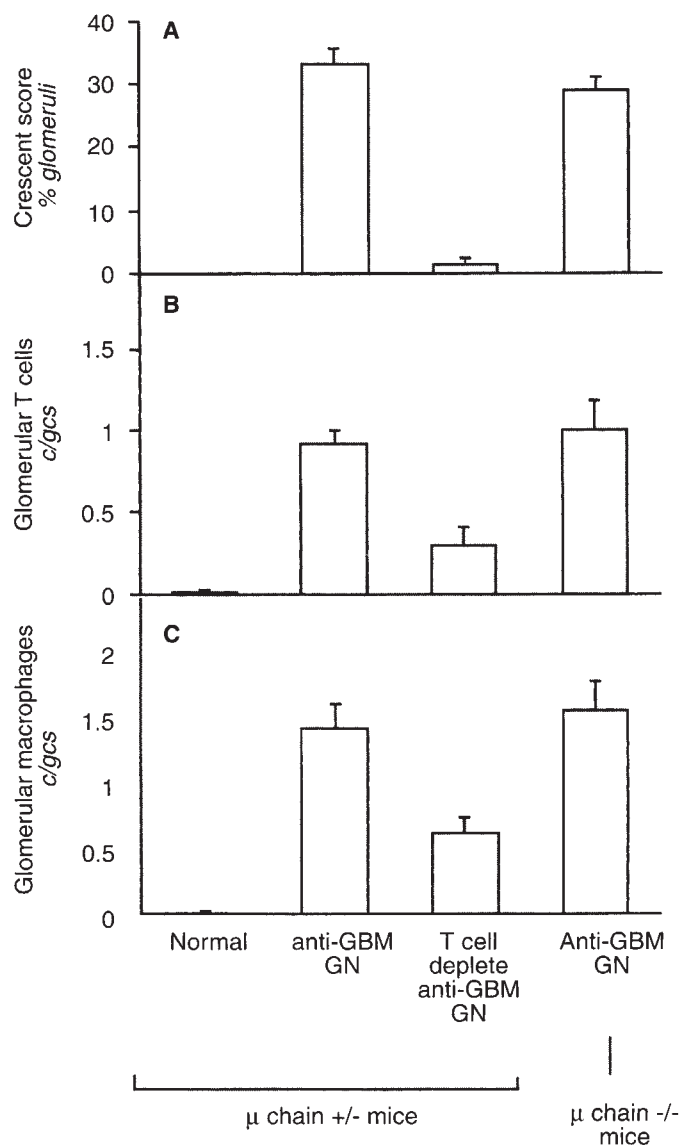 A
Crescent score
% glomeruli
40
30
20
10
0
B
Glomerular T cells
c/gcs
1.5
1
0.5
0
C
Glomerular macrophages
c/gcs
2
1.5
1
0.5
0
Normal
anti-GBM
GN
T cell
deplete
anti-GBM
GN
Anti-GBM
GN
μ chain +/- mice
μ chain -/-
mice